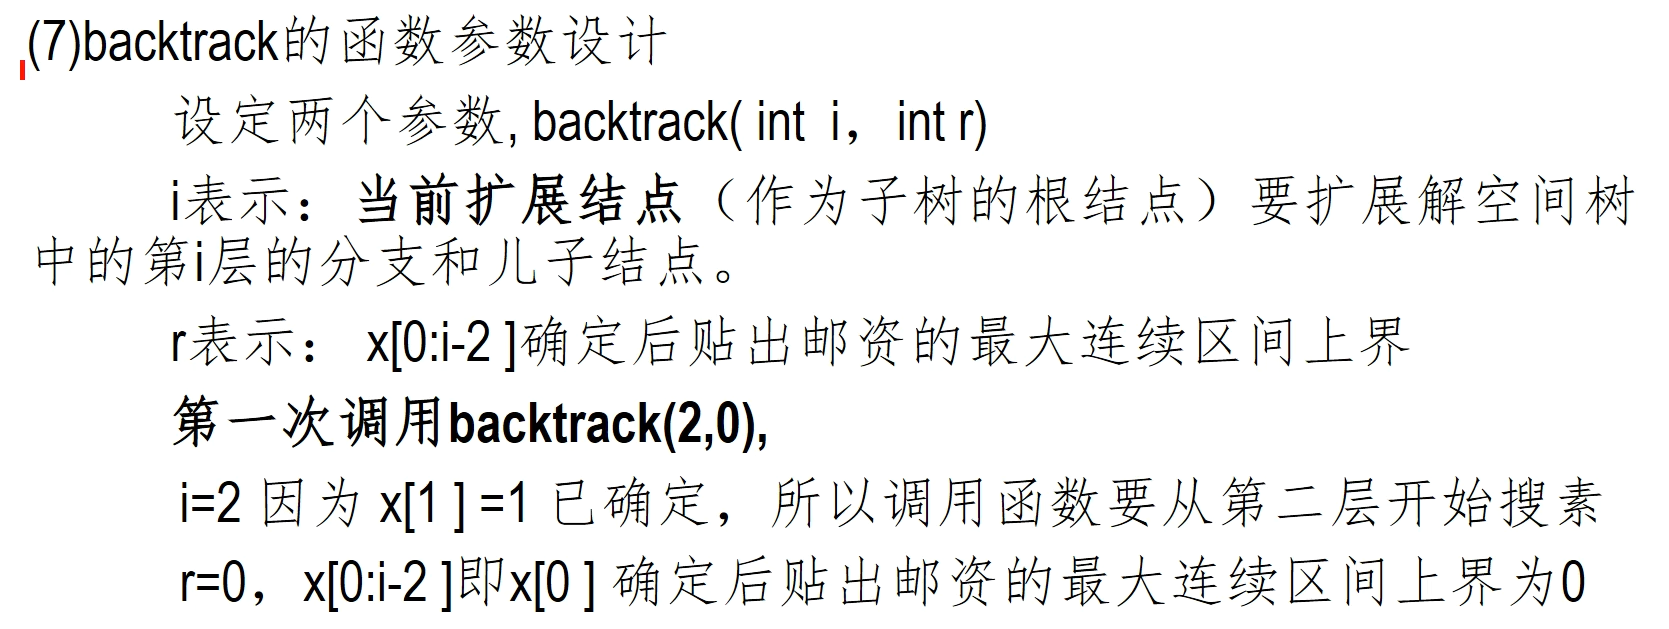 (7)backtrack的函数参数设计
设定两个参数, backtrack( int  i，int r)
i表示：当前扩展结点（作为子树的根结点）要扩展解空间树
中的第i层的分支和儿子结点。
r表示： x[0:i-2 ]确定后贴出邮资的最大连续区间上界
第一次调用backtrack(2,0),
i=2 因为 x[1 ] =1 已确定，所以调用函数要从第二层开始搜素
r=0，x[0:i-2 ]即x[0 ] 确定后贴出邮资的最大连续区间上界为0